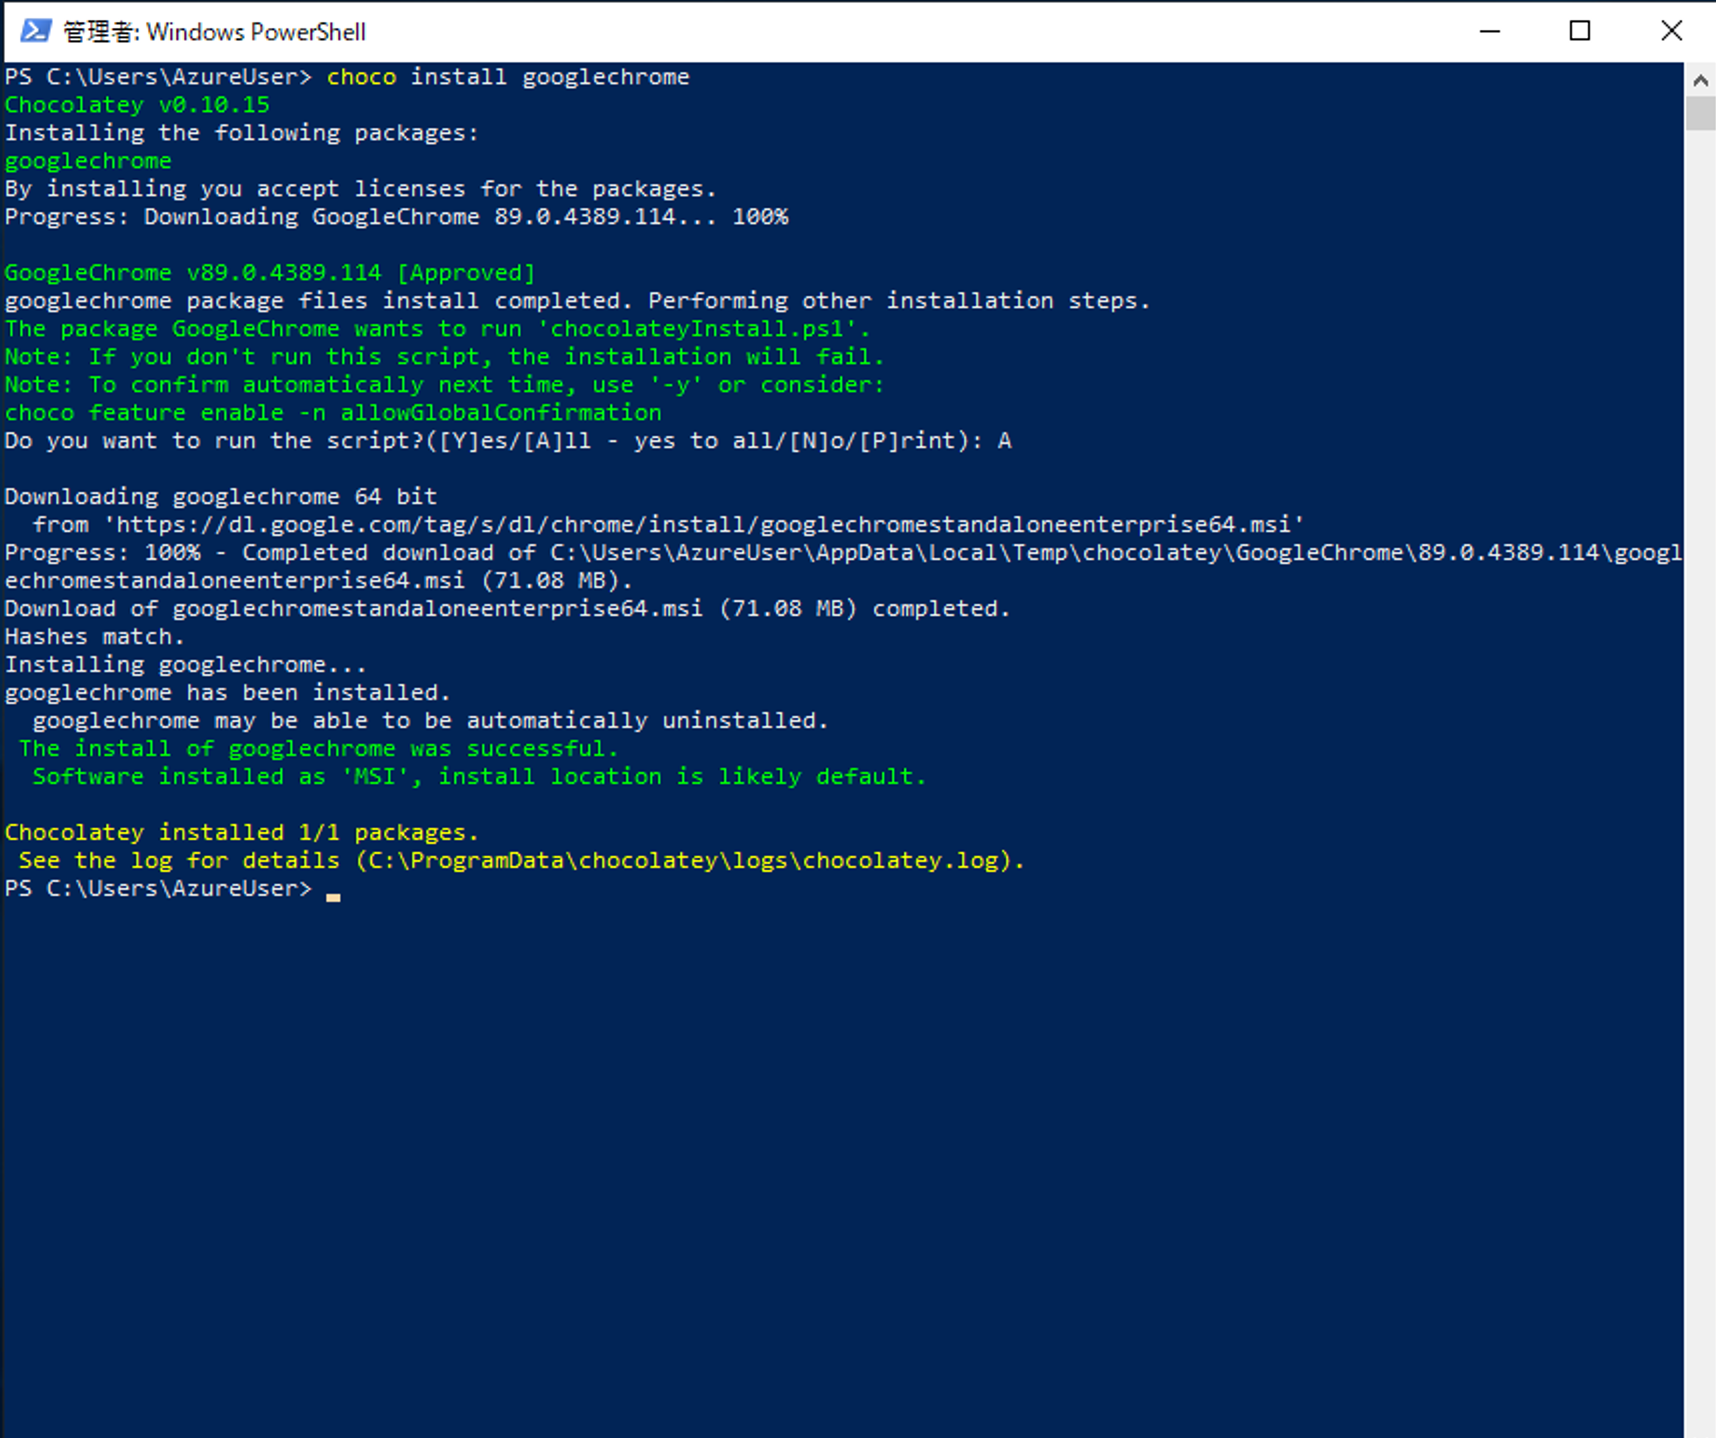 管理者: Windows PowerShell
PS C:\Users\AzureUser> choco install googlechrome
Chocolatey v0.10.15
Installing the following packages:
googlechrome
By installing you accept licenses for the packages.
Progress: Downloading GoogleChrome 89.0.4389.114... 100%
GoogleChrome v89.0.4389.114 [Approved]
googlechrome package files install completed. Performing other installation steps.
The package GoogleChrome wants to run 'chocolateyInstall.ps1'.
Note: If you don't run this script, the installation will fail.
Note: To confirm automatically next time, use '-y' or consider:
choco feature enable -n allowGlobalConfirmation
Do you want to run the script?([Y]es/[A]ll - yes to all/[N]o/[P]rint): A
Downloading googlechrome 64 bit
  from 'https://dl.google.com/tag/s/dl/chrome/install/googlechromestandaloneenterprise64.msi'
Progress: 100% - Completed download of C:\Users\AzureUser\AppData\Local\Temp\chocolatey\GoogleChrome\89.0.4389.114\googl
echromestandaloneenterprise64.msi (71.08 MB).
Download of googlechromestandaloneenterprise64.msi (71.08 MB) completed.
Hashes match.
Installing googlechrome...
googlechrome has been installed.
  googlechrome may be able to be automatically uninstalled.
 The install of googlechrome was successful.
  Software installed as 'MSI', install location is likely default.
Chocolatey installed 1/1 packages.
 See the log for details (C:\ProgramData\chocolatey\logs\chocolatey.log).
PS C:\Users\AzureUser>